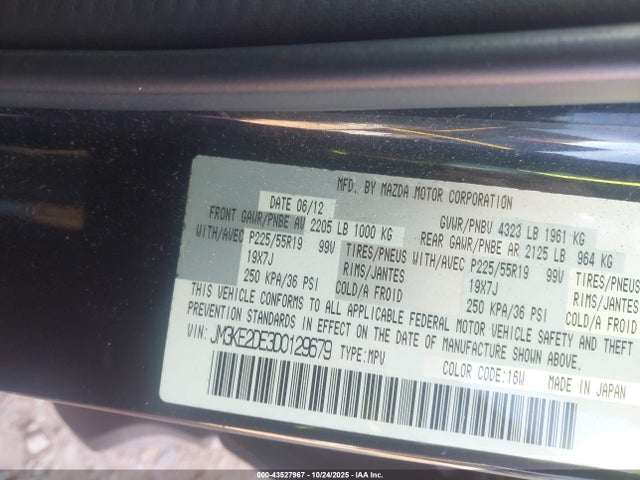 MFD. BY MAZDA MOTOR CORPORATION
DATE 06/12 GVWR/PNBV 4323 LB 1961 KG
FRONT GAWR/PNBE AV 2205 LB 1000 KG REAR GAWR/PNBE AR 2125 LB 964 KG
WITH/AVEC P225/55R19 99V TIRES/PNEUS WITH/AVEC P225/55R19 99V TIRES/PNEUS
19X7J RIMS/JANTES 19X7J RIMS/JANTES
250 KPA/36 PSI COLD/A FROID 250 KPA/36 PSI COLD/A FROID
THIS VEHICLE CONFORMS TO ALL APPLICABLE FEDERAL MOTOR VEHICLE SAFETY AND THEFT
PREVENTION STANDARDS IN EFFECT ON THE DATE OF MANUFACTURE SHOWN ABOVE.
VIN: JM3KE2DE3D0129679 TYPE:MPV
COLOR CODE:16W MADE IN JAPAN
000-43527967 - 10/24/2025 - IAA Inc.